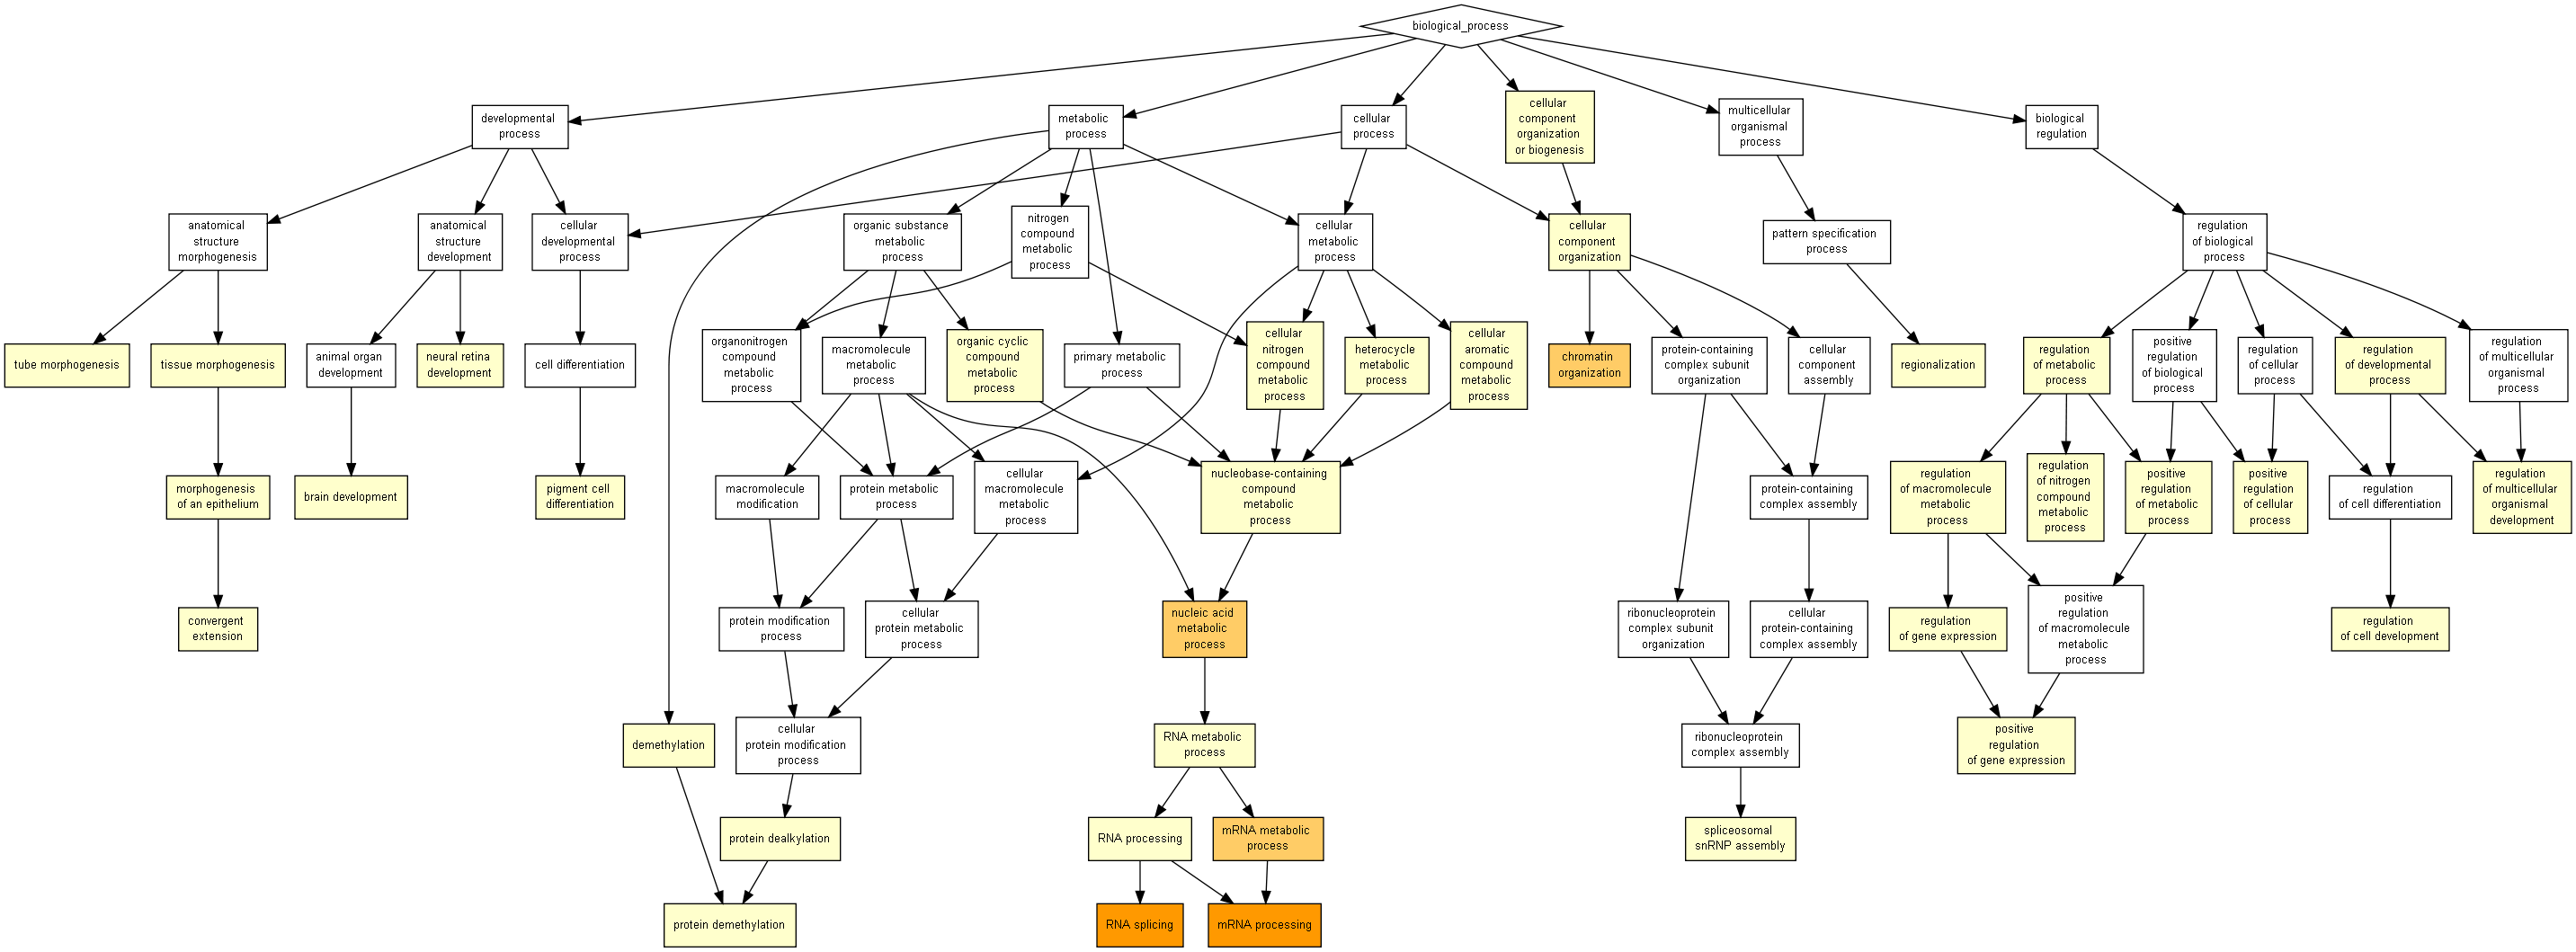 biological_process
developmental
process
metabolic
process
cellular
process
cellular
component
organization
or biogenesis
multicellular
organismal
process
biological
regulation
anatomical
structure
morphogenesis
anatomical
structure
development
cellular
developmental
process
organic substance
metabolic
process
nitrogen
compound
metabolic
process
cellular
metabolic
process
cellular
component
organization
pattern specification
process
regulation
of biological
process
tube morphogenesis
tissue morphogenesis
animal organ
development
neural retina
development
cell differentiation
organonitrogen
compound
metabolic
process
macromolecule
metabolic
process
organic cyclic
compound
metabolic
process
primary metabolic
process
cellular
nitrogen
compound
metabolic
process
heterocycle
metabolic
process
cellular
aromatic
compound
metabolic
process
chromatin
organization
protein-containing
complex subunit
organization
cellular
component
assembly
regionalization
regulation
of metabolic
process
positive
regulation
of biological
process
regulation
of cellular
process
regulation
of developmental
process
regulation
of multicellular
organismal
process
morphogenesis
of an epithelium
brain development
pigment cell
differentiation
macromolecule
modification
protein metabolic
process
cellular
macromolecule
metabolic
process
nucleobase-containing
compound
metabolic
process
protein-containing
complex assembly
regulation
of macromolecule
metabolic
process
regulation
of nitrogen
compound
metabolic
process
positive
regulation
of metabolic
process
positive
regulation
of cellular
process
regulation
of cell differentiation
regulation
of multicellular
organismal
development
convergent
extension
protein modification
process
cellular
protein metabolic
process
nucleic acid
metabolic
process
ribonucleoprotein
complex subunit
organization
cellular
protein-containing
complex assembly
regulation
of gene expression
positive
regulation
of macromolecule
metabolic
process
regulation
of cell development
demethylation
cellular
protein modification
process
RNA metabolic
process
ribonucleoprotein
complex assembly
positive
regulation
of gene expression
protein dealkylation
RNA processing
mRNA metabolic
process
spliceosomal
snRNP assembly
protein demethylation
RNA splicing
mRNA processing